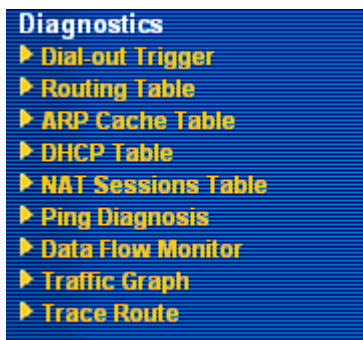 Diagnostics
Dial-out Trigger
Routing Table
ARP Cache Table
DHCP Table
NAT Sessions Table
Ping Diagnosis
Data Flow Monitor
Traffic Graph
Trace Route